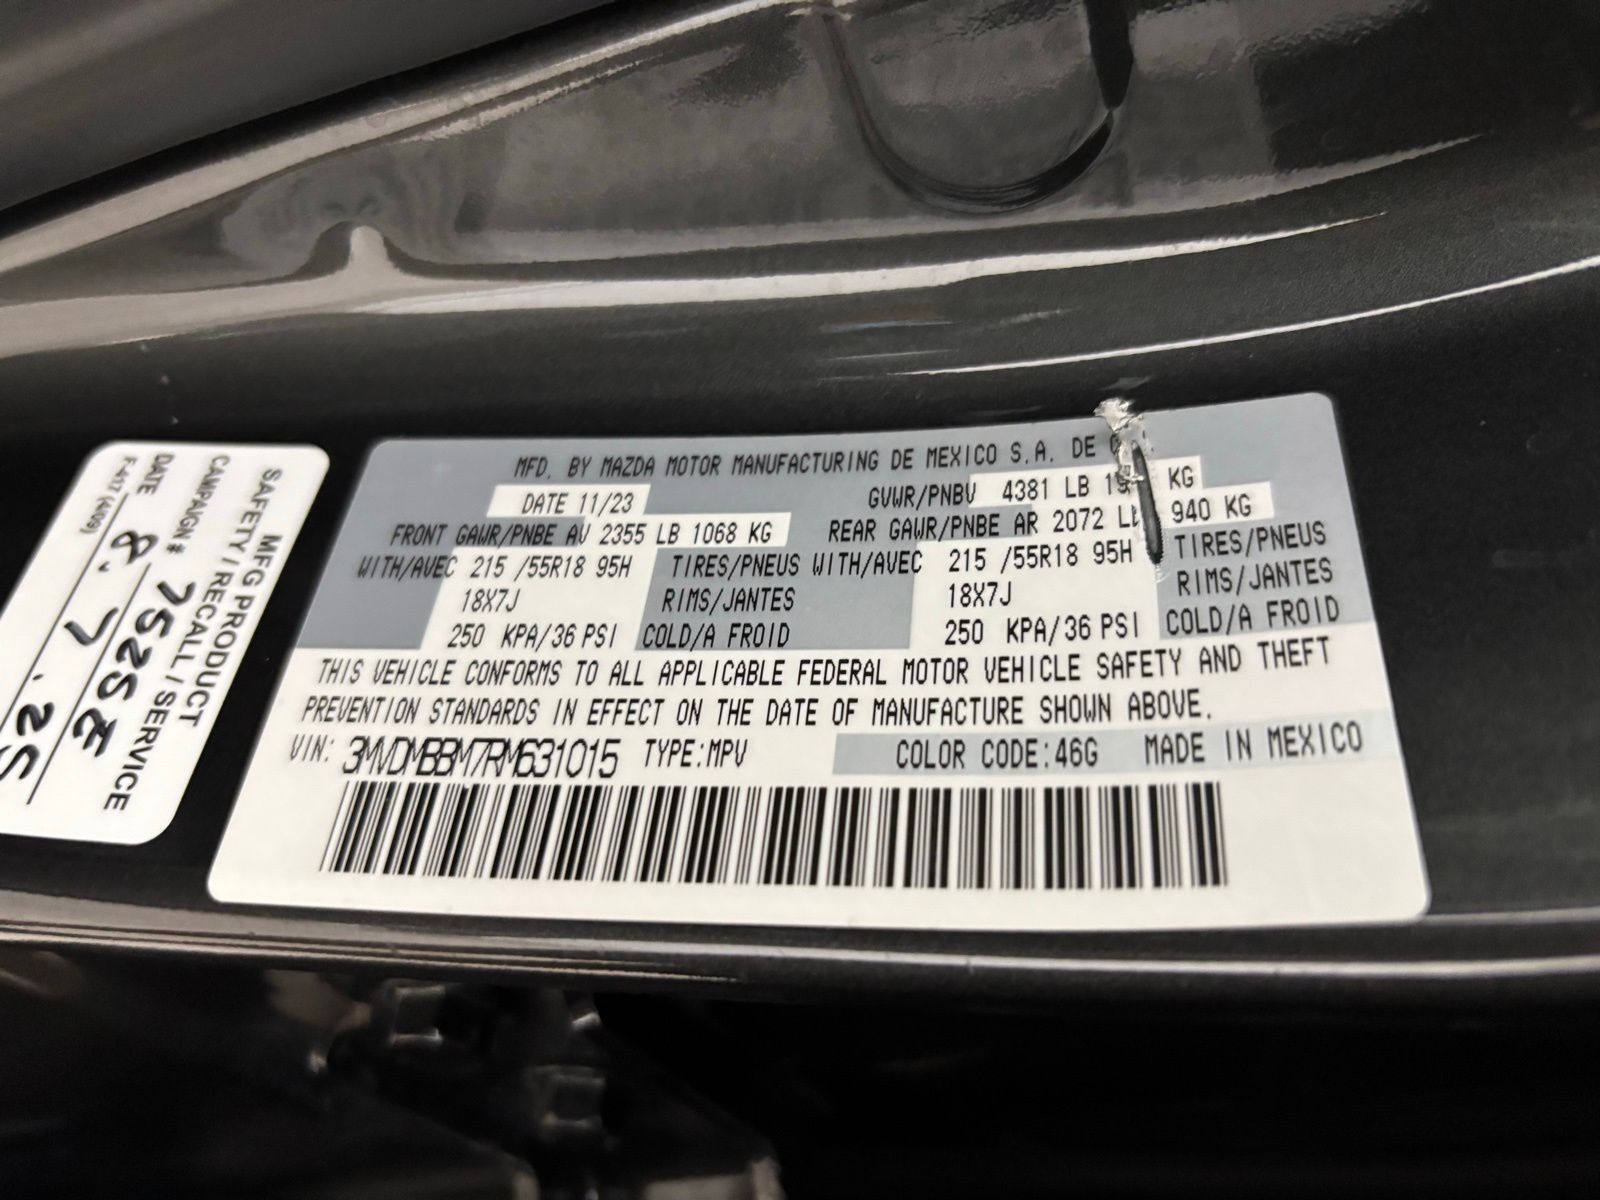 MFG PRODUCT
SAFETY / RECALL / SERVICE
CAMPAIGN # 7525E
DATE 8.7.25
F-417 (4/09)
MFD. BY MAZDA MOTOR MANUFACTURING DE MEXICO S.A. DE
DATE 11/23 GVWR/PNBV 4381 LB KG
FRONT GAWR/PNBE AV 2355 LB 1068 KG REAR GAWR/PNBE AR 2072 LB 940 KG
WITH/AVEC 215 /55R18 95H TIRES/PNEUS WITH/AVEC 215 /55R18 95H TIRES/PNEUS
18X7J RIMS/JANTES 18X7J RIMS/JANTES
250 KPA/36 PSI COLD/A FROID 250 KPA/36 PSI COLD/A FROID
THIS VEHICLE CONFORMS TO ALL APPLICABLE FEDERAL MOTOR VEHICLE SAFETY AND THEFT
PREVENTION STANDARDS IN EFFECT ON THE DATE OF MANUFACTURE SHOWN ABOVE.
VIN: 3MVDMBBM7RM631015 TYPE:MPV COLOR CODE:46G MADE IN MEXICO